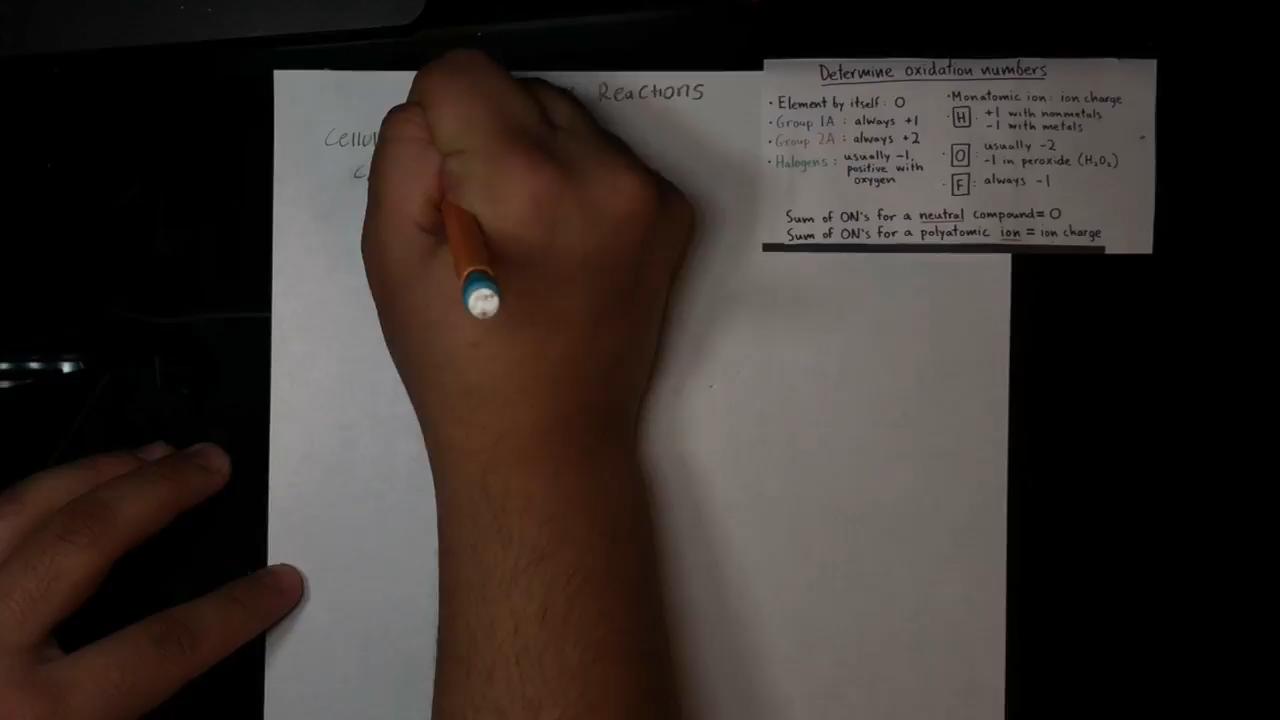 Reactions
Determine oxidation numbers
• Element by itself: 0
• Group 1A : always +1
• Group 2A : always +2
• Halogens : usually -1,
positive with
oxygen
• Monatomic ion: ion charge
• H : +1 with nonmetals
-1 with metals
• O : usually -2
-1 in peroxide (H₂O₂)
• F : always -1
Sum of ON's for a neutral compound = 0
Sum of ON's for a polyatomic ion = ion charge